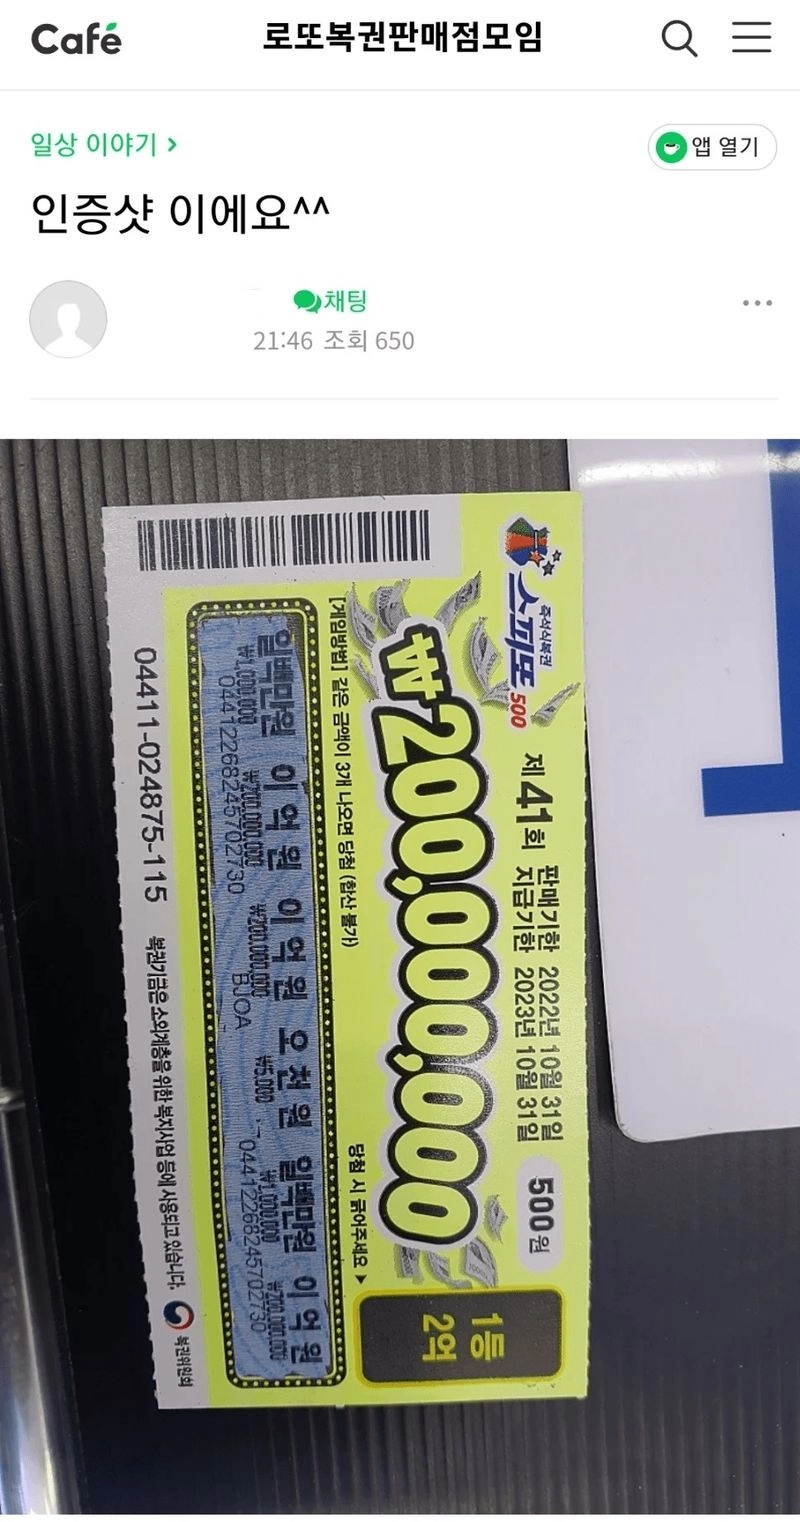 Café
로또복권판매점모임
일상 이야기 >
앱 열기
인증샷 이에요^^
채팅
21:46 조회 650
즉석식복권
스피또500
제41회
판매기한 2022년 10월 31일
지급기한 2023년 10월 31일
500원
₩200,000,000
1등
2억
[게임방법] 같은 금액이 3개 나오면 당첨 (합산 불가)
당첨 시 긁어주세요▶
일백만원 이억원 이억원 오천원 일백만원 이억원
₩1,000,000 ₩200,000,000 ₩200,000,000 ₩5,000 ₩1,000,000 ₩200,000,000
04412268245702730 BJOA 04412268245702730
04411-024875-115
복권기금은 소외계층을 위한 복지사업 등에 사용되고 있습니다.
복권위원회